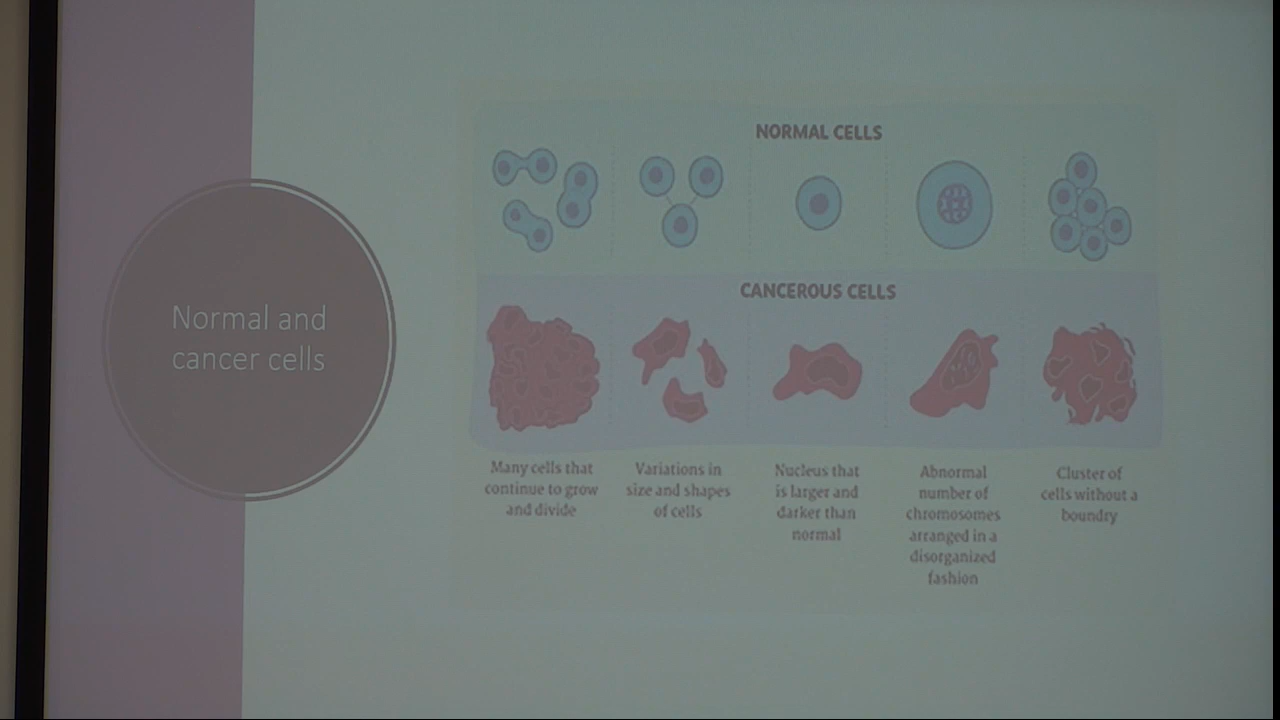 Normal and
cancer cells
NORMAL CELLS
CANCEROUS CELLS
Many cells that
continue to grow
and divide
Variations in
size and shapes
of cells
Nucleus that
is larger and
darker than
normal
Abnormal
number of
chromosomes
arranged in a
disorganized
fashion
Cluster of
cells without a
boundry